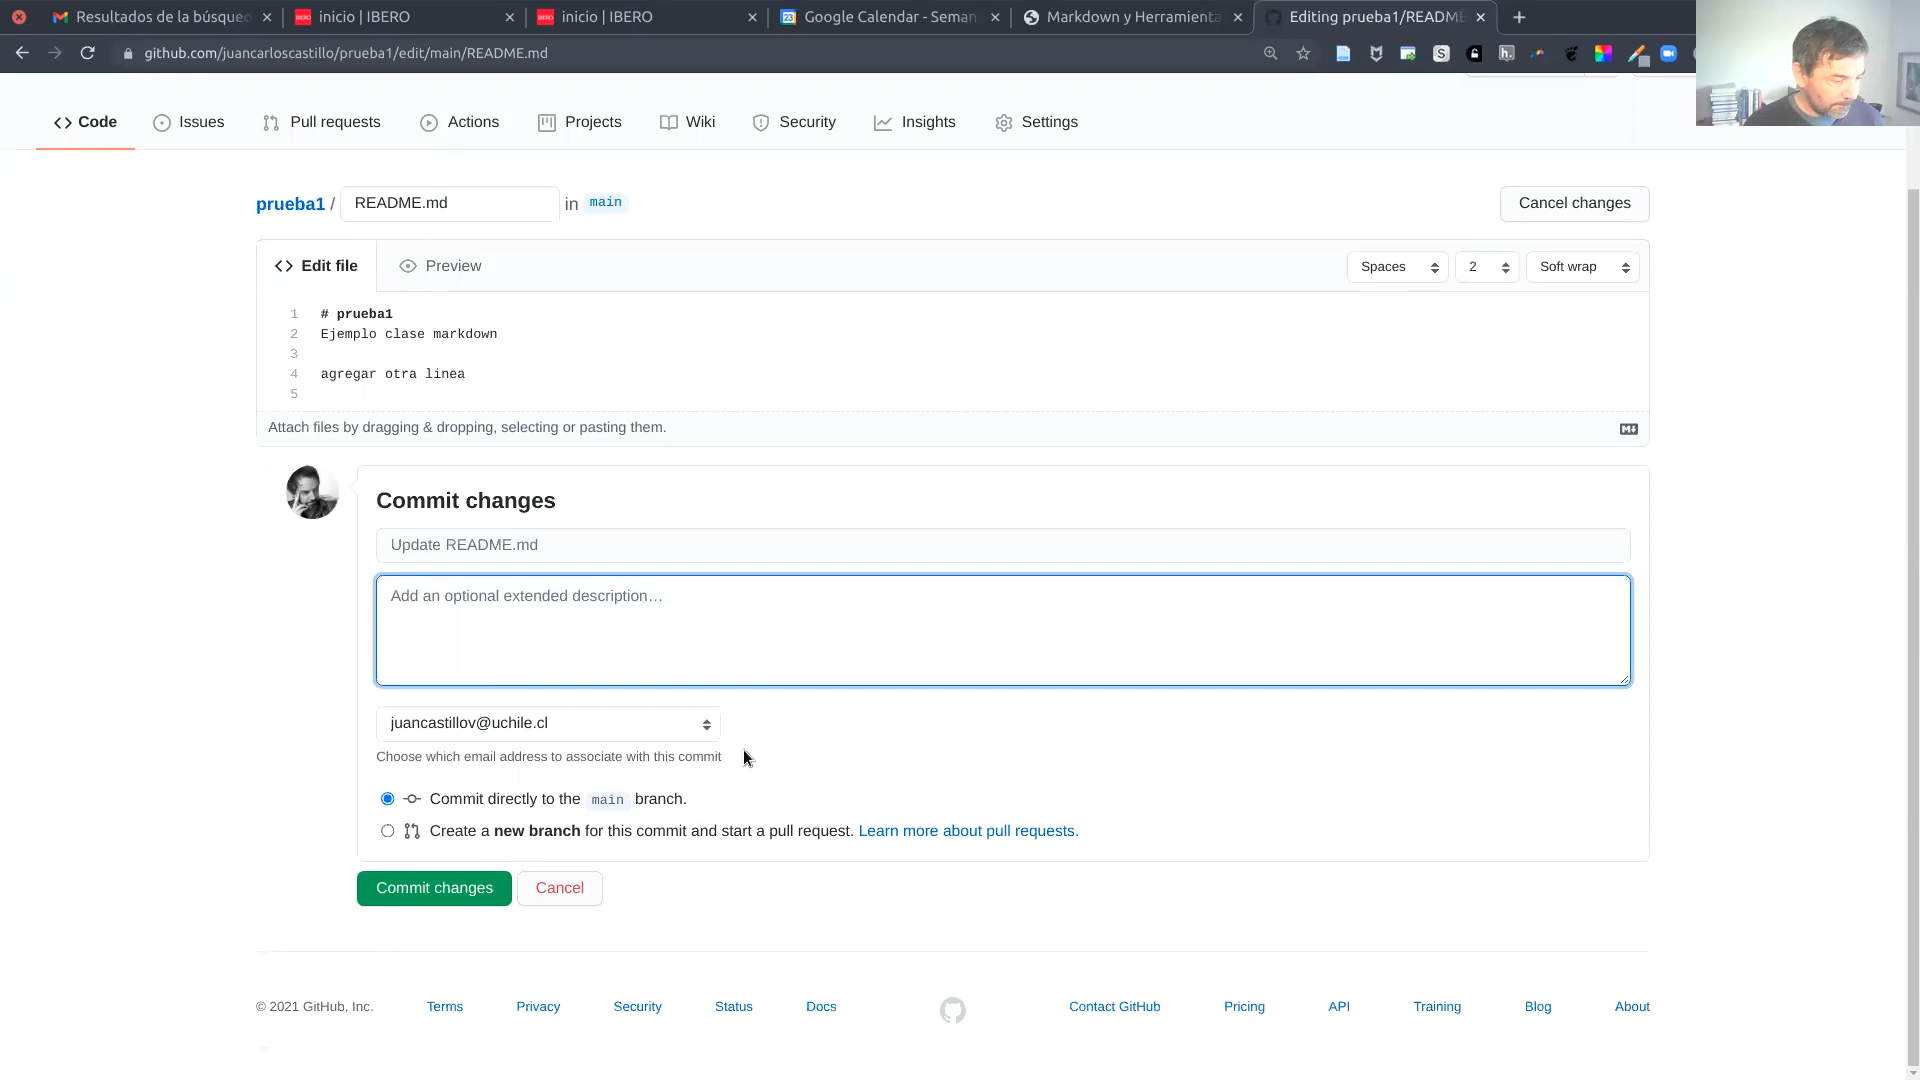 Resultados de la búsqued
inicio | IBERO
inicio | IBERO
Google Calendar - Seman
Markdown y Herramienta
Editing prueba1/README
github.com/juancarloscastillo/prueba1/edit/main/README.md
Code
Issues
Pull requests
Actions
Projects
Wiki
Security
Insights
Settings
prueba1 / README.md in main
Cancel changes
Edit file
Preview
Spaces
2
Soft wrap
1 # prueba1
2 Ejemplo clase markdown
3
4 agregar otra linea
5
Attach files by dragging & dropping, selecting or pasting them.
Commit changes
Update README.md
Add an optional extended description…
juancastillov@uchile.cl
Choose which email address to associate with this commit
Commit directly to the main branch.
Create a new branch for this commit and start a pull request. Learn more about pull requests.
Commit changes
Cancel
© 2021 GitHub, Inc.
Terms
Privacy
Security
Status
Docs
Contact GitHub
Pricing
API
Training
Blog
About